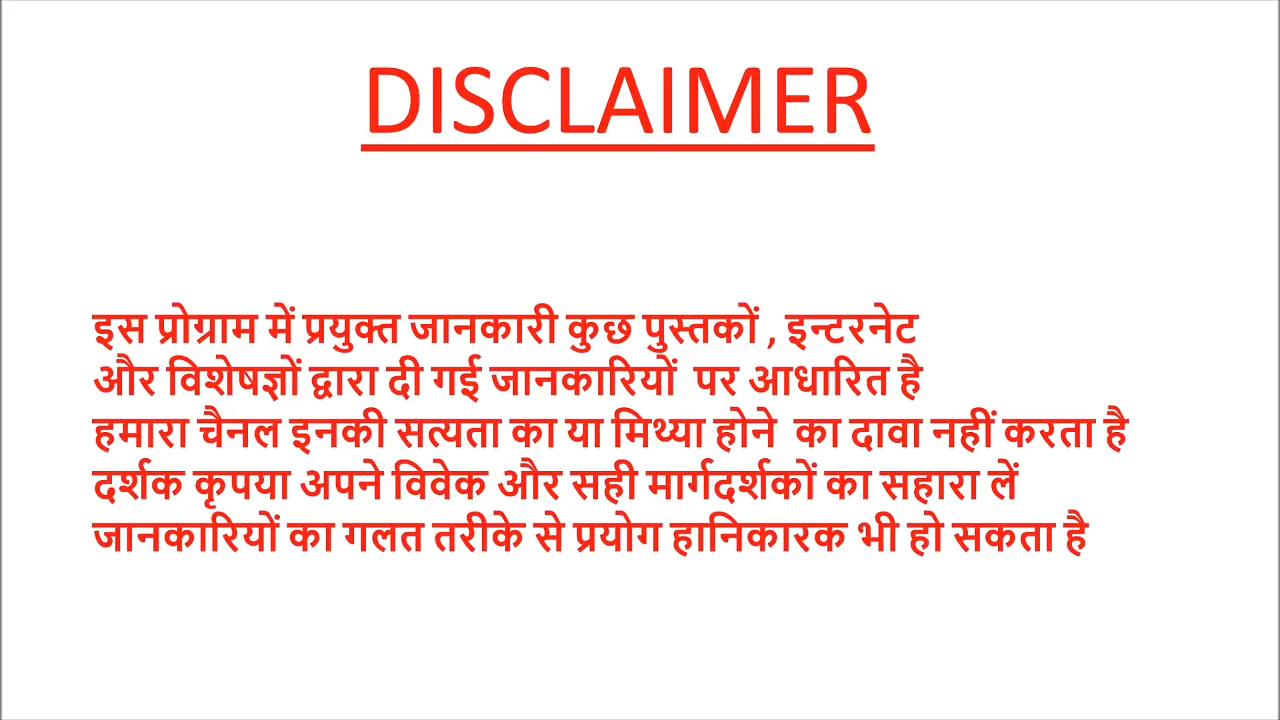 DISCLAIMER
इस प्रोग्राम में प्रयुक्त जानकारी कुछ पुस्तकों , इन्टरनेट
और विशेषज्ञों द्वारा दी गई जानकारियों पर आधारित है
हमारा चैनल इनकी सत्यता का या मिथ्या होने का दावा नहीं करता है
दर्शक कृपया अपने विवेक और सही मार्गदर्शकों का सहारा लें
जानकारियों का गलत तरीके से प्रयोग हानिकारक भी हो सकता है